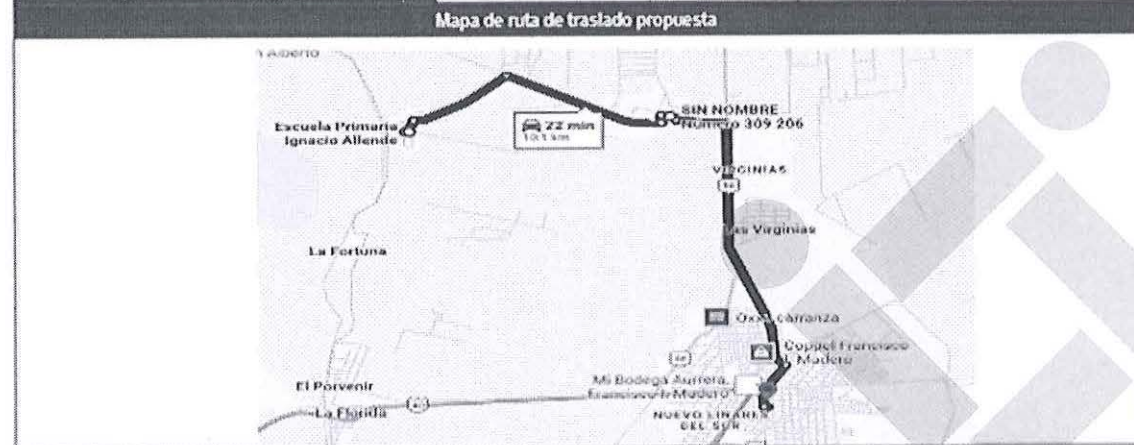 Mapa de ruta de traslado propuesta
Alberto
Escuela Primaria
Ignacio Allende
22 min
SIN NOMBRE
Número 309 206
VIRGINIAS
Las Virginias
La Fortuna
Oxxo carranza
Coppel Francisco
I. Madero
Mi Bodega Aurrera,
Francisco I. Madero
El Porvenir
La Florida
NUEVO LINARES
DEL SUR